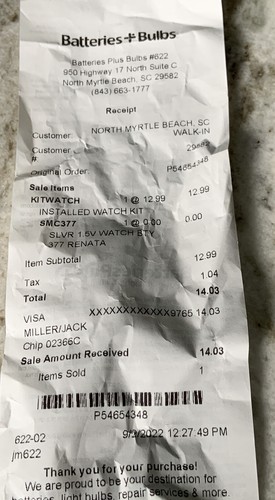 Batteries+Bulbs
Batteries Plus Bulbs #622
950 Highway 17 North Suite C
North Myrtle Beach, SC 29582
(843) 663-1777
Receipt
NORTH MYRTLE BEACH, SC
Customer WALK-IN
Customer # 29582
Original Order P54654348
Sale Items
KITWATCH 1 @ 12.99 12.99
INSTALLED WATCH KIT
SMC377 1 @ 0.00 0.00
SLVR 1.5V WATCH BTY
377 RENATA
Item Subtotal 12.99
Tax 1.04
Total 14.03
VISA XXXXXXXXXXXX9765 14.03
MILLER/JACK
Chip 02366C
Sale Amount Received 14.03
Items Sold 1
P54654348
622-02 9/3/2022 12:27:49 PM
jm622
Thank you for your purchase!
We are proud to be your destination for
batteries, light bulbs, repair services & more.